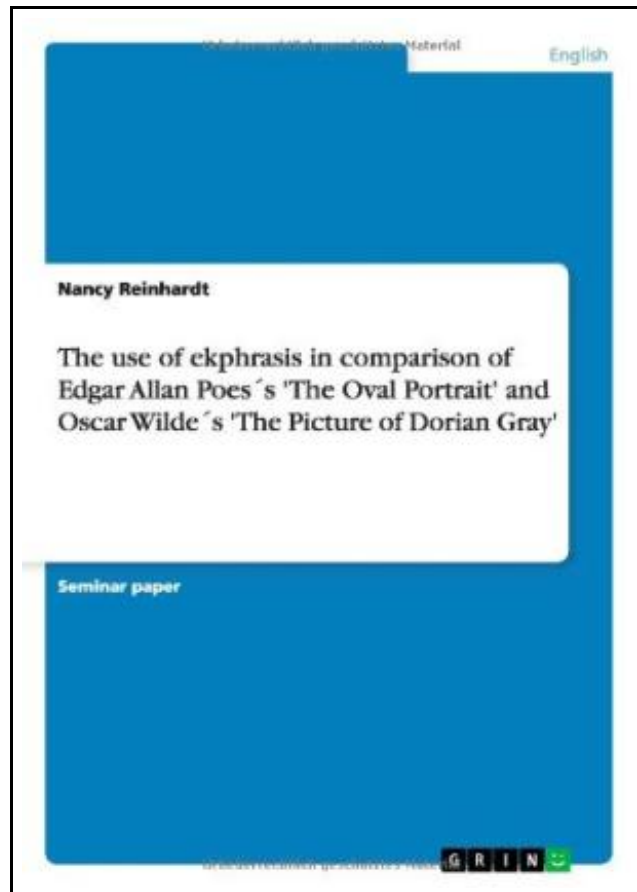 Material
English
Nancy Reinhardt
The use of ekphrasis in comparison of
Edgar Allan Poes´s 'The Oval Portrait' and
Oscar Wilde´s 'The Picture of Dorian Gray'
Seminar paper
GRIN